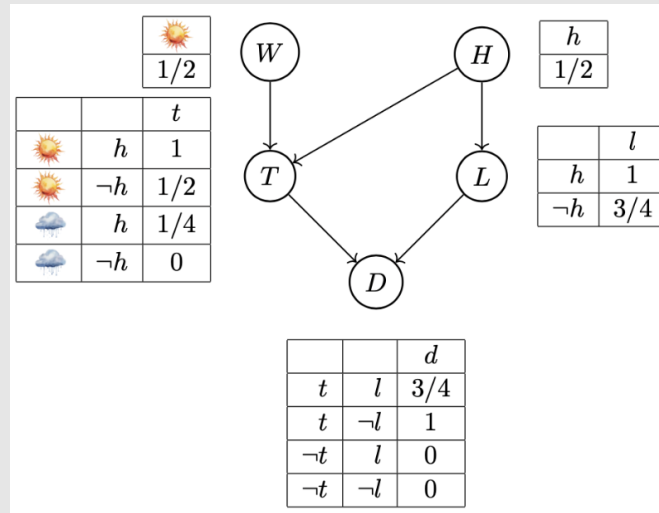 1/2
W
H
h
1/2
t
h 1
¬h 1/2
h 1/4
¬h 0
T
L
l
h 1
¬h 3/4
D
d
t l 3/4
t ¬l 1
¬t l 0
¬t ¬l 0